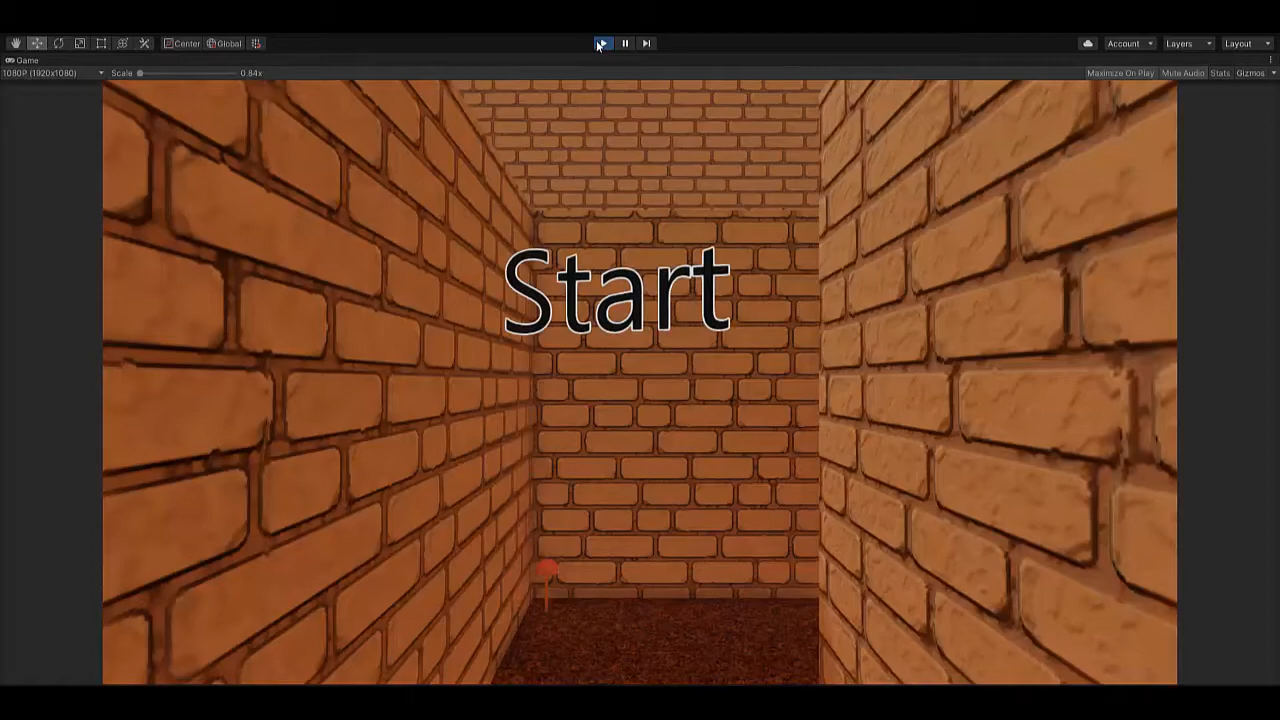 Center Global Account Layers Layout
Game
1080P (1920x1080) Scale 0.84x Maximize On Play Mute Audio Stats Gizmos
Start